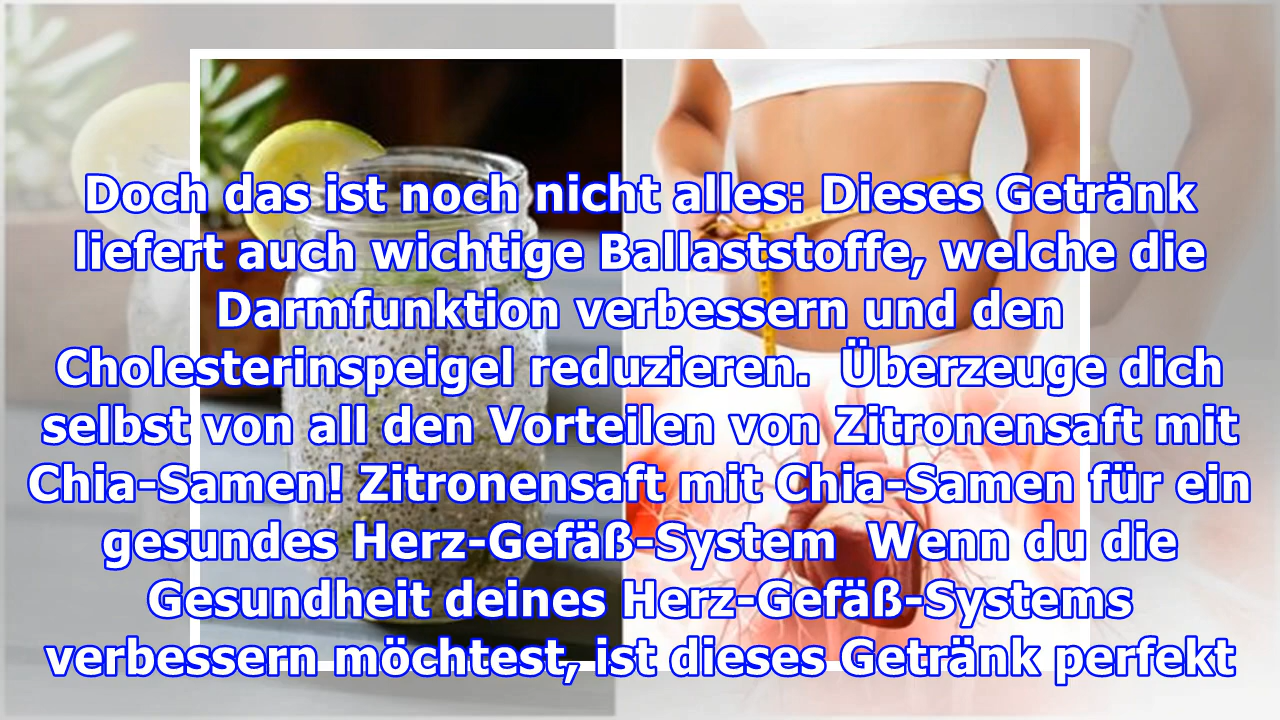 Doch das ist noch nicht alles: Dieses Getränk
liefert auch wichtige Ballaststoffe, welche die
Darmfunktion verbessern und den
Cholesterinspeigel reduzieren.  Überzeuge dich
selbst von all den Vorteilen von Zitronensaft mit
Chia-Samen! Zitronensaft mit Chia-Samen für ein
gesundes Herz-Gefäß-System  Wenn du die
Gesundheit deines Herz-Gefäß-Systems
verbessern möchtest, ist dieses Getränk perfekt